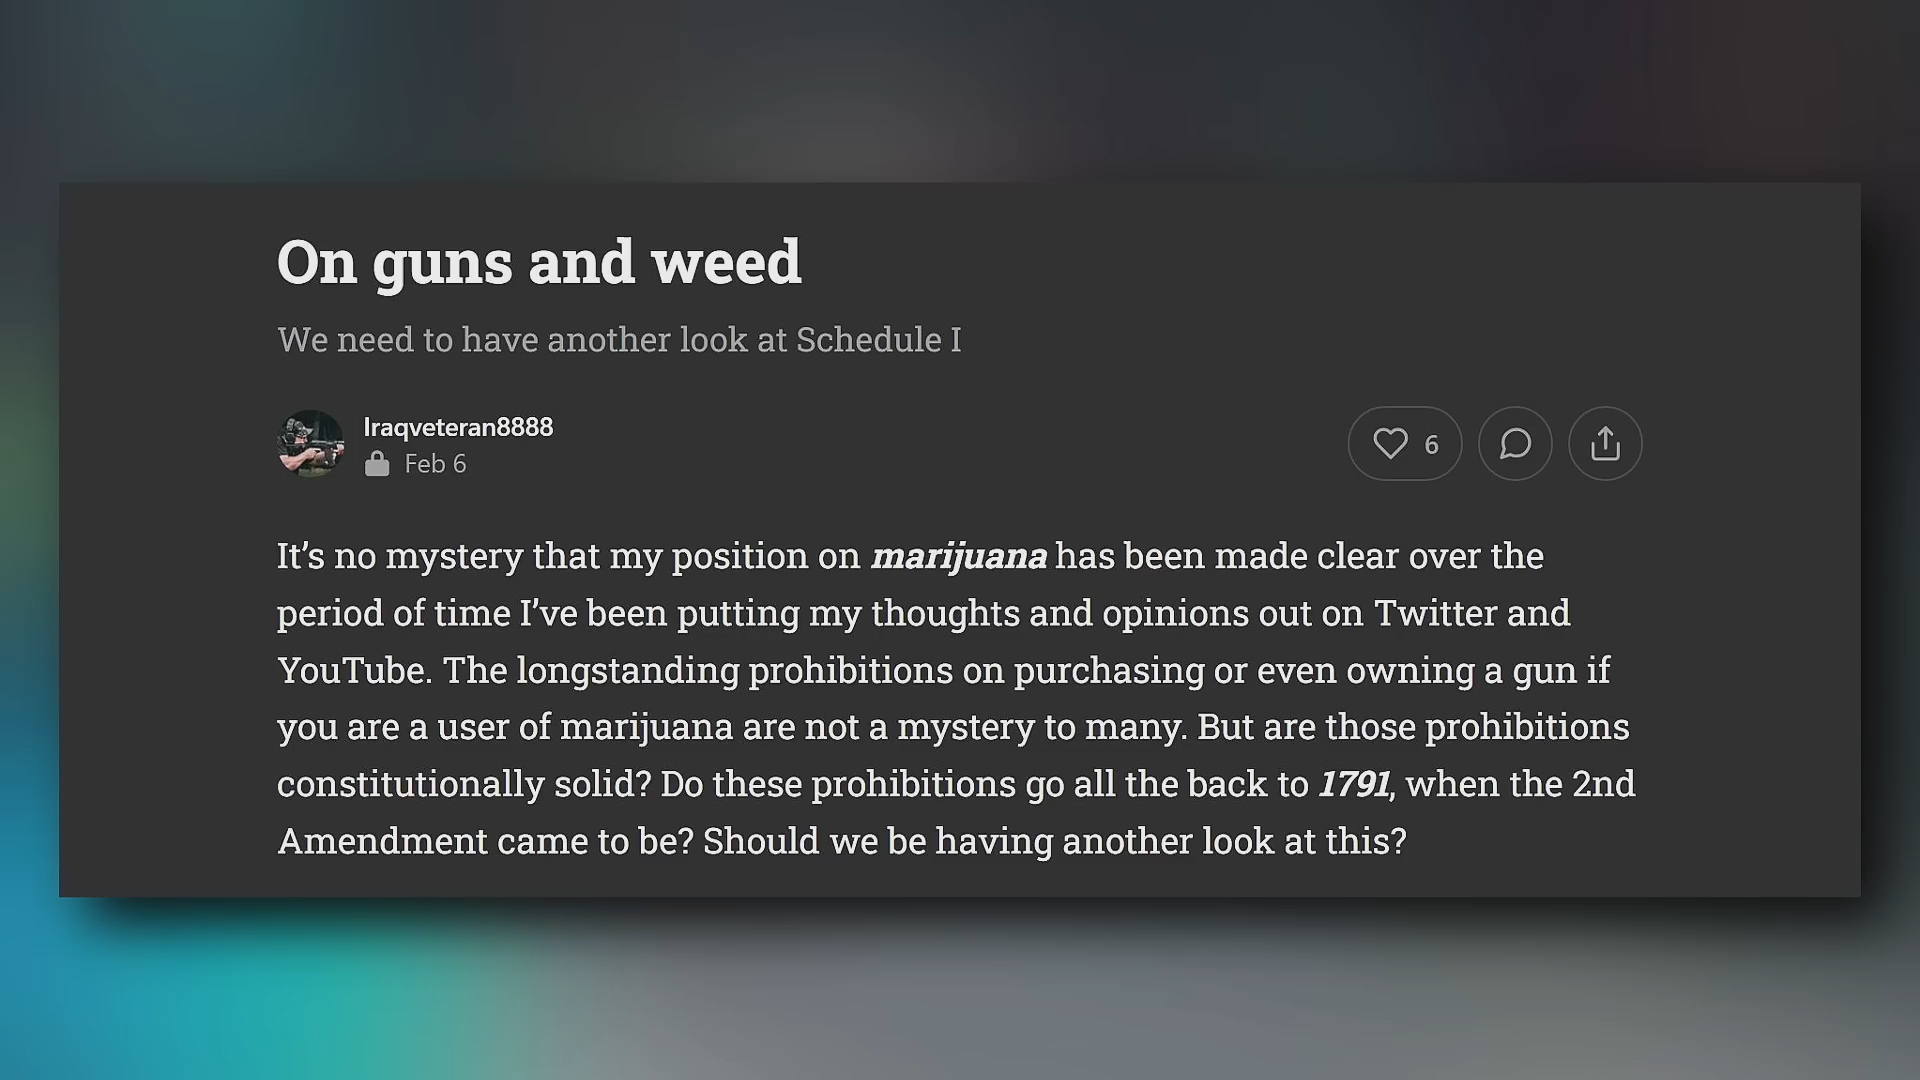 On guns and weed
We need to have another look at Schedule I
Iraqveteran8888
Feb 6
6
It’s no mystery that my position on marijuana has been made clear over the
period of time I’ve been putting my thoughts and opinions out on Twitter and
YouTube. The longstanding prohibitions on purchasing or even owning a gun if
you are a user of marijuana are not a mystery to many. But are those prohibitions
constitutionally solid? Do these prohibitions go all the back to 1791, when the 2nd
Amendment came to be? Should we be having another look at this?